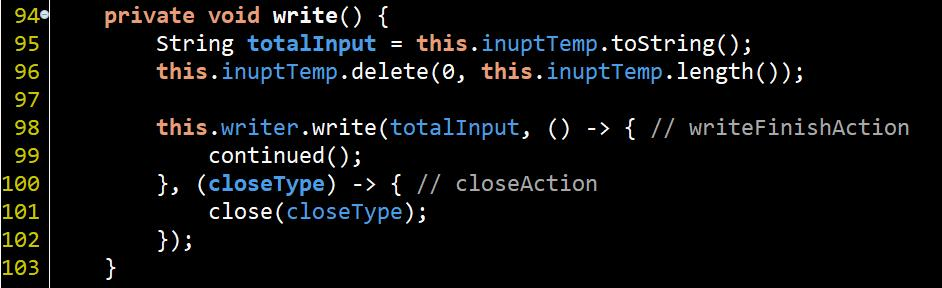 94 private void write() {
95 String totalInput = this.inuptTemp.toString();
96 this.inuptTemp.delete(0, this.inuptTemp.length());
97
98 this.writer.write(totalInput, () -> { // writeFinishAction
99 continued();
100 }, (closeType) -> { // closeAction
101 close(closeType);
102 });
103 }